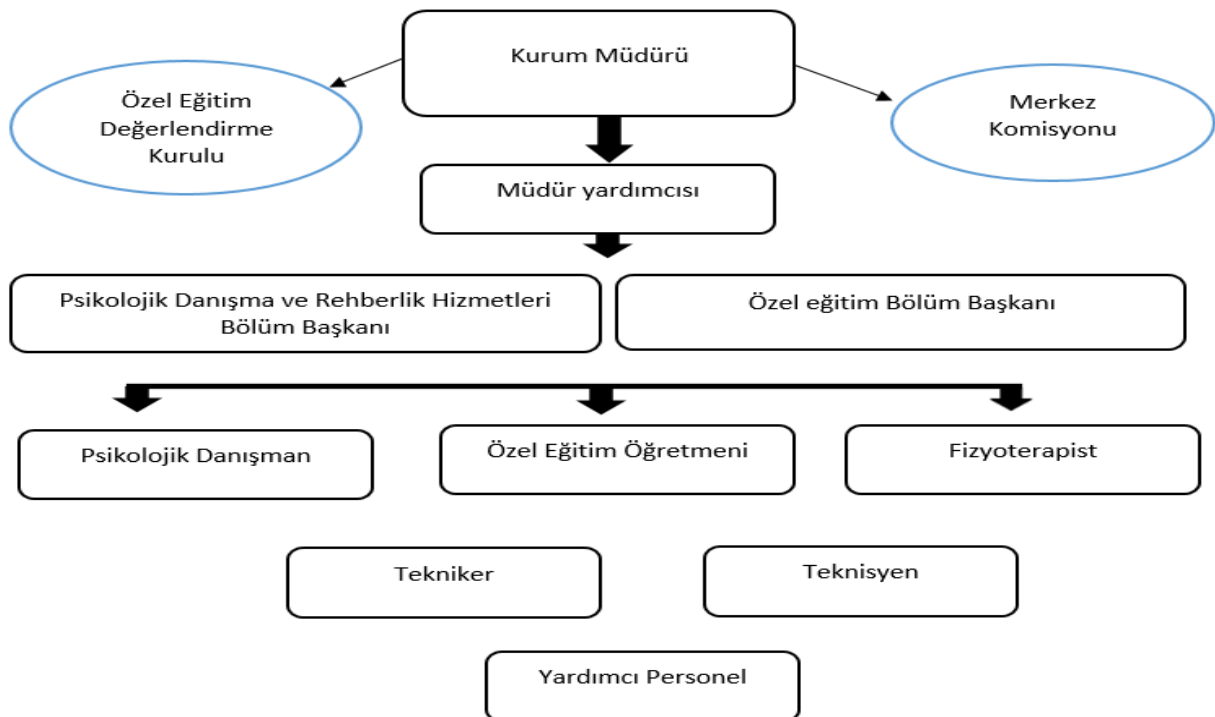 Kurum Müdürü
Özel Eğitim
Değerlendirme
Kurulu
Merkez
Komisyonu
Müdür yardımcısı
Psikolojik Danışma ve Rehberlik Hizmetleri
Bölüm Başkanı
Özel eğitim Bölüm Başkanı
Psikolojik Danışman
Özel Eğitim Öğretmeni
Fizyoterapist
Tekniker
Teknisyen
Yardımcı Personel